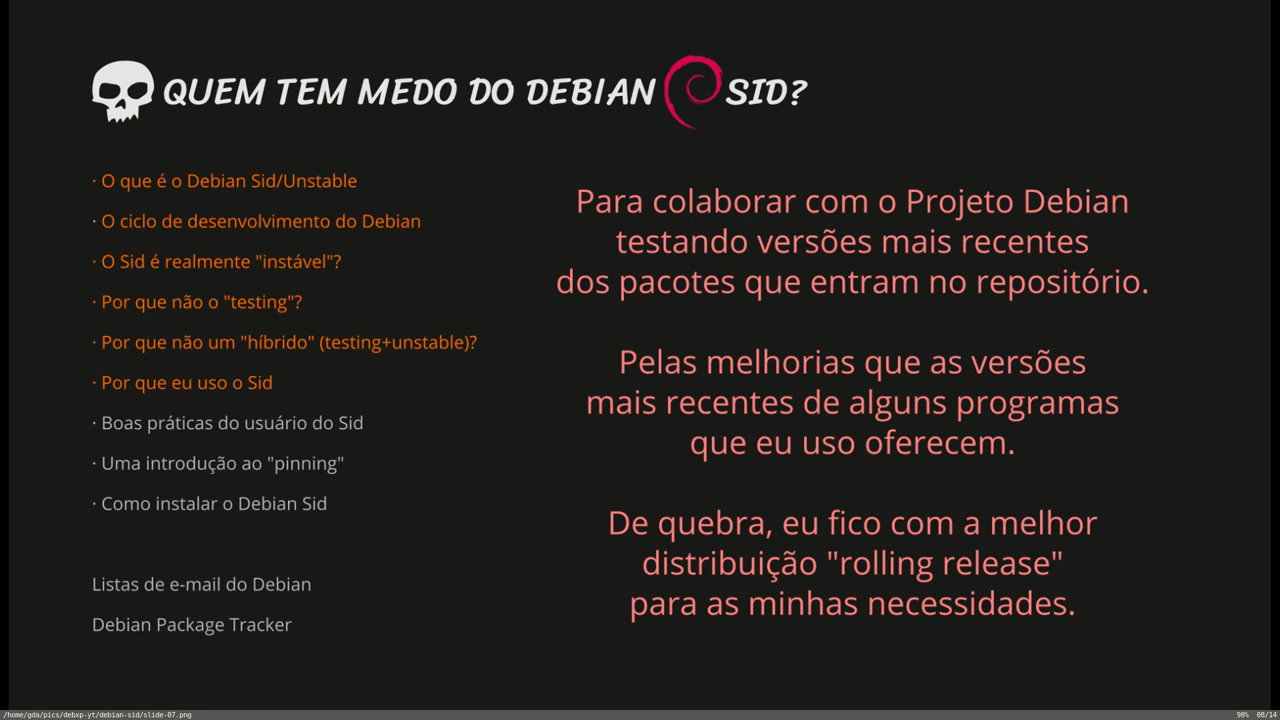 QUEM TEM MEDO DO DEBIAN SID?
· O que é o Debian Sid/Unstable
· O ciclo de desenvolvimento do Debian
· O Sid é realmente "instável"?
· Por que não o "testing"?
· Por que não um "híbrido" (testing+unstable)?
· Por que eu uso o Sid
· Boas práticas do usuário do Sid
· Uma introdução ao "pinning"
· Como instalar o Debian Sid
Listas de e-mail do Debian
Debian Package Tracker
Para colaborar com o Projeto Debian
testando versões mais recentes
dos pacotes que entram no repositório.
Pelas melhorias que as versões
mais recentes de alguns programas
que eu uso oferecem.
De quebra, eu fico com a melhor
distribuição "rolling release"
para as minhas necessidades.
/home/gda/pics/debxp-yt/debian-sid/slide-07.png
98% 08/14